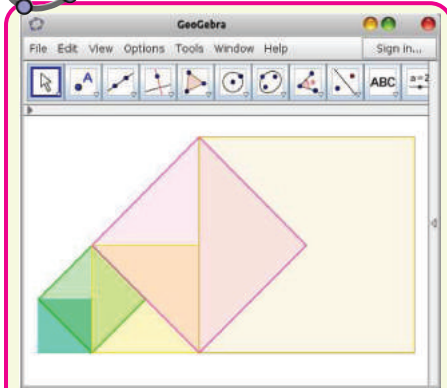 GeoGebra
File Edit View Options Tools Window Help Sign in...
ABC a=2